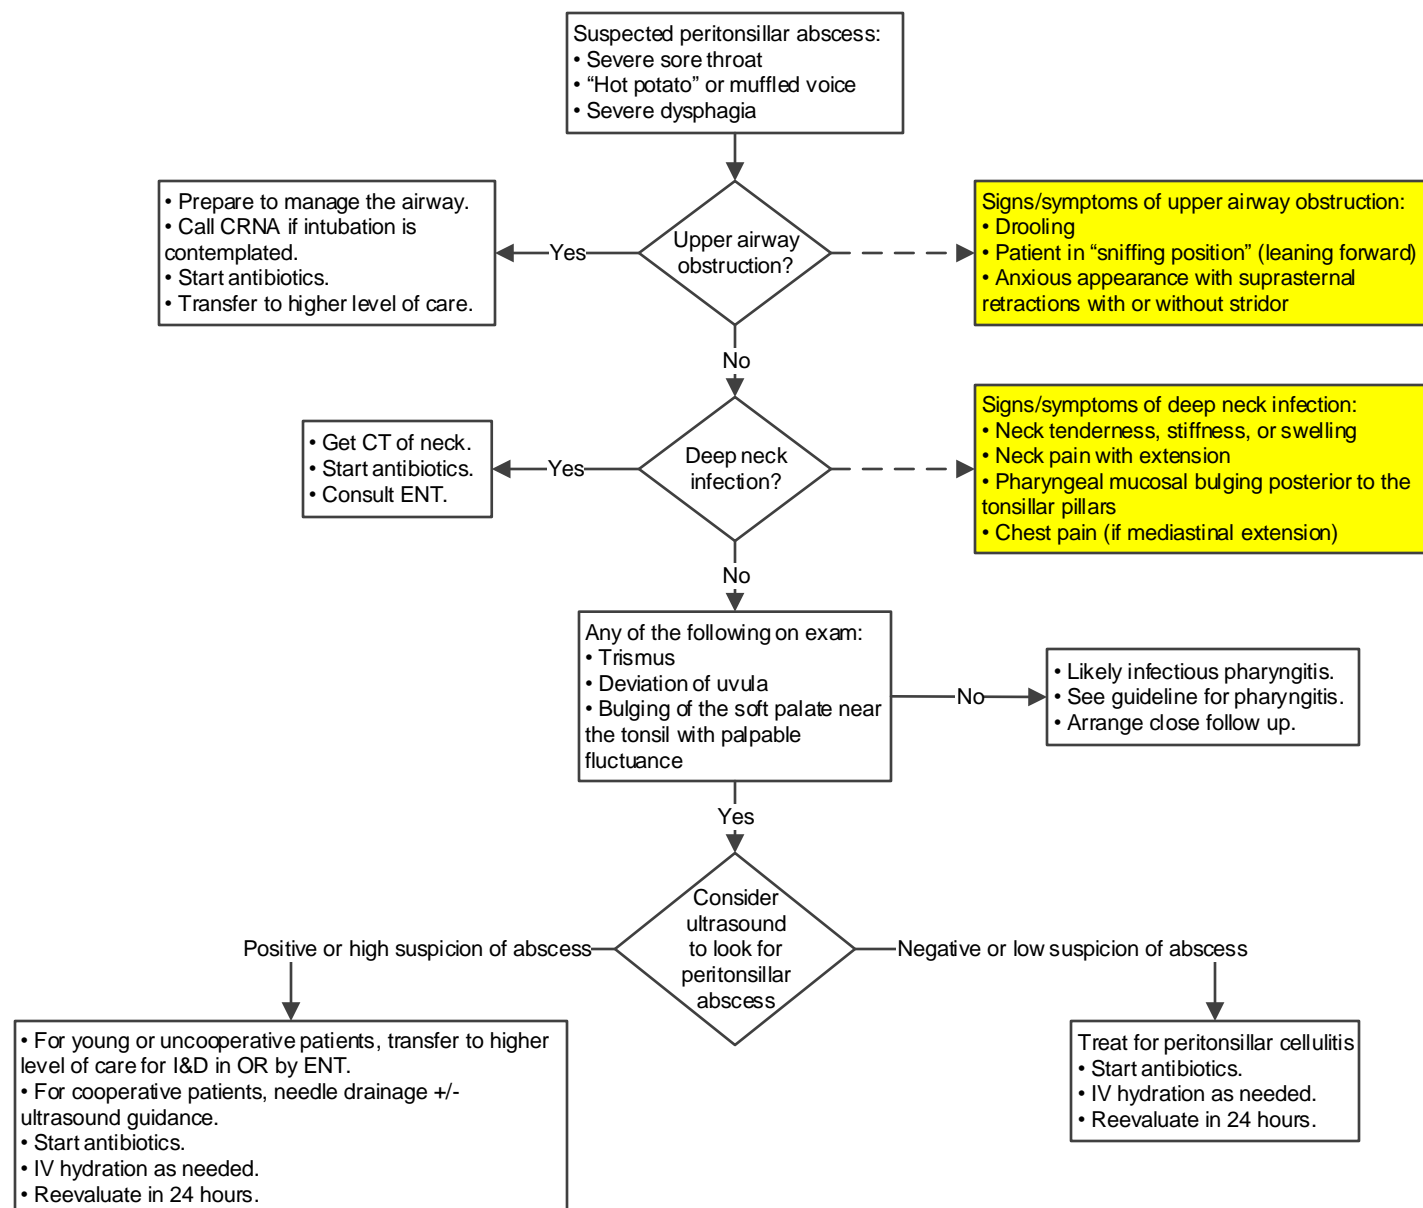 Suspected peritonsillar abscess:
• Severe sore throat
• “Hot potato” or muffled voice
• Severe dysphagia
• Prepare to manage the airway.
• Call CRNA if intubation is
contemplated.
• Start antibiotics.
• Transfer to higher level of care.
Yes
Upper airway
obstruction?
Signs/symptoms of upper airway obstruction:
• Drooling
• Patient in “sniffing position” (leaning forward)
• Anxious appearance with suprasternal
retractions with or without stridor
No
• Get CT of neck.
• Start antibiotics.
• Consult ENT.
Yes
Deep neck
infection?
Signs/symptoms of deep neck infection:
• Neck tenderness, stiffness, or swelling
• Neck pain with extension
• Pharyngeal mucosal bulging posterior to the
tonsillar pillars
• Chest pain (if mediastinal extension)
No
Any of the following on exam:
• Trismus
• Deviation of uvula
• Bulging of the soft palate near
the tonsil with palpable
fluctuance
No
• Likely infectious pharyngitis.
• See guideline for pharyngitis.
• Arrange close follow up.
Yes
Consider
ultrasound
to look for
peritonsillar
abscess
Positive or high suspicion of abscess
Negative or low suspicion of abscess
• For young or uncooperative patients, transfer to higher
level of care for I&D in OR by ENT.
• For cooperative patients, needle drainage +/-
ultrasound guidance.
• Start antibiotics.
• IV hydration as needed.
• Reevaluate in 24 hours.
Treat for peritonsillar cellulitis
• Start antibiotics.
• IV hydration as needed.
• Reevaluate in 24 hours.